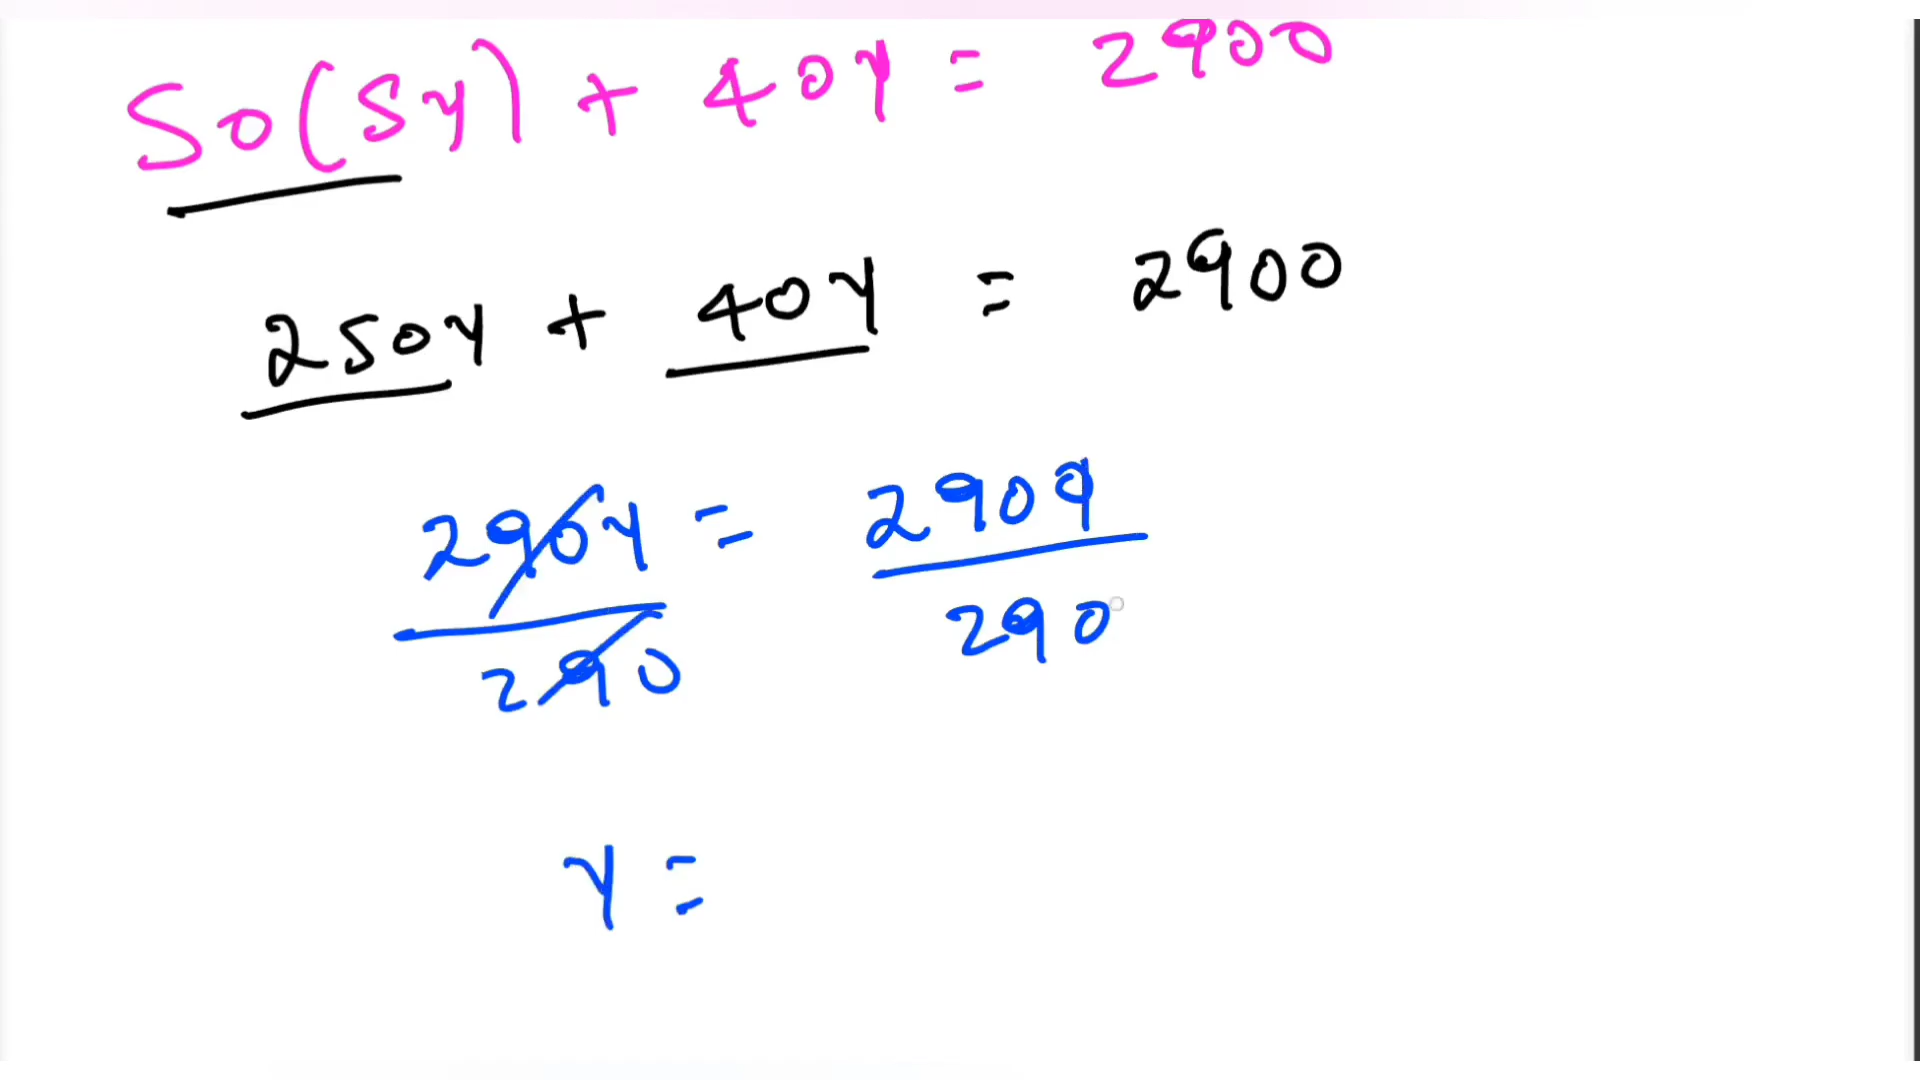 50(5y) + 40y = 2900
250y + 40y = 2900
290y = 2900
290 290
y =